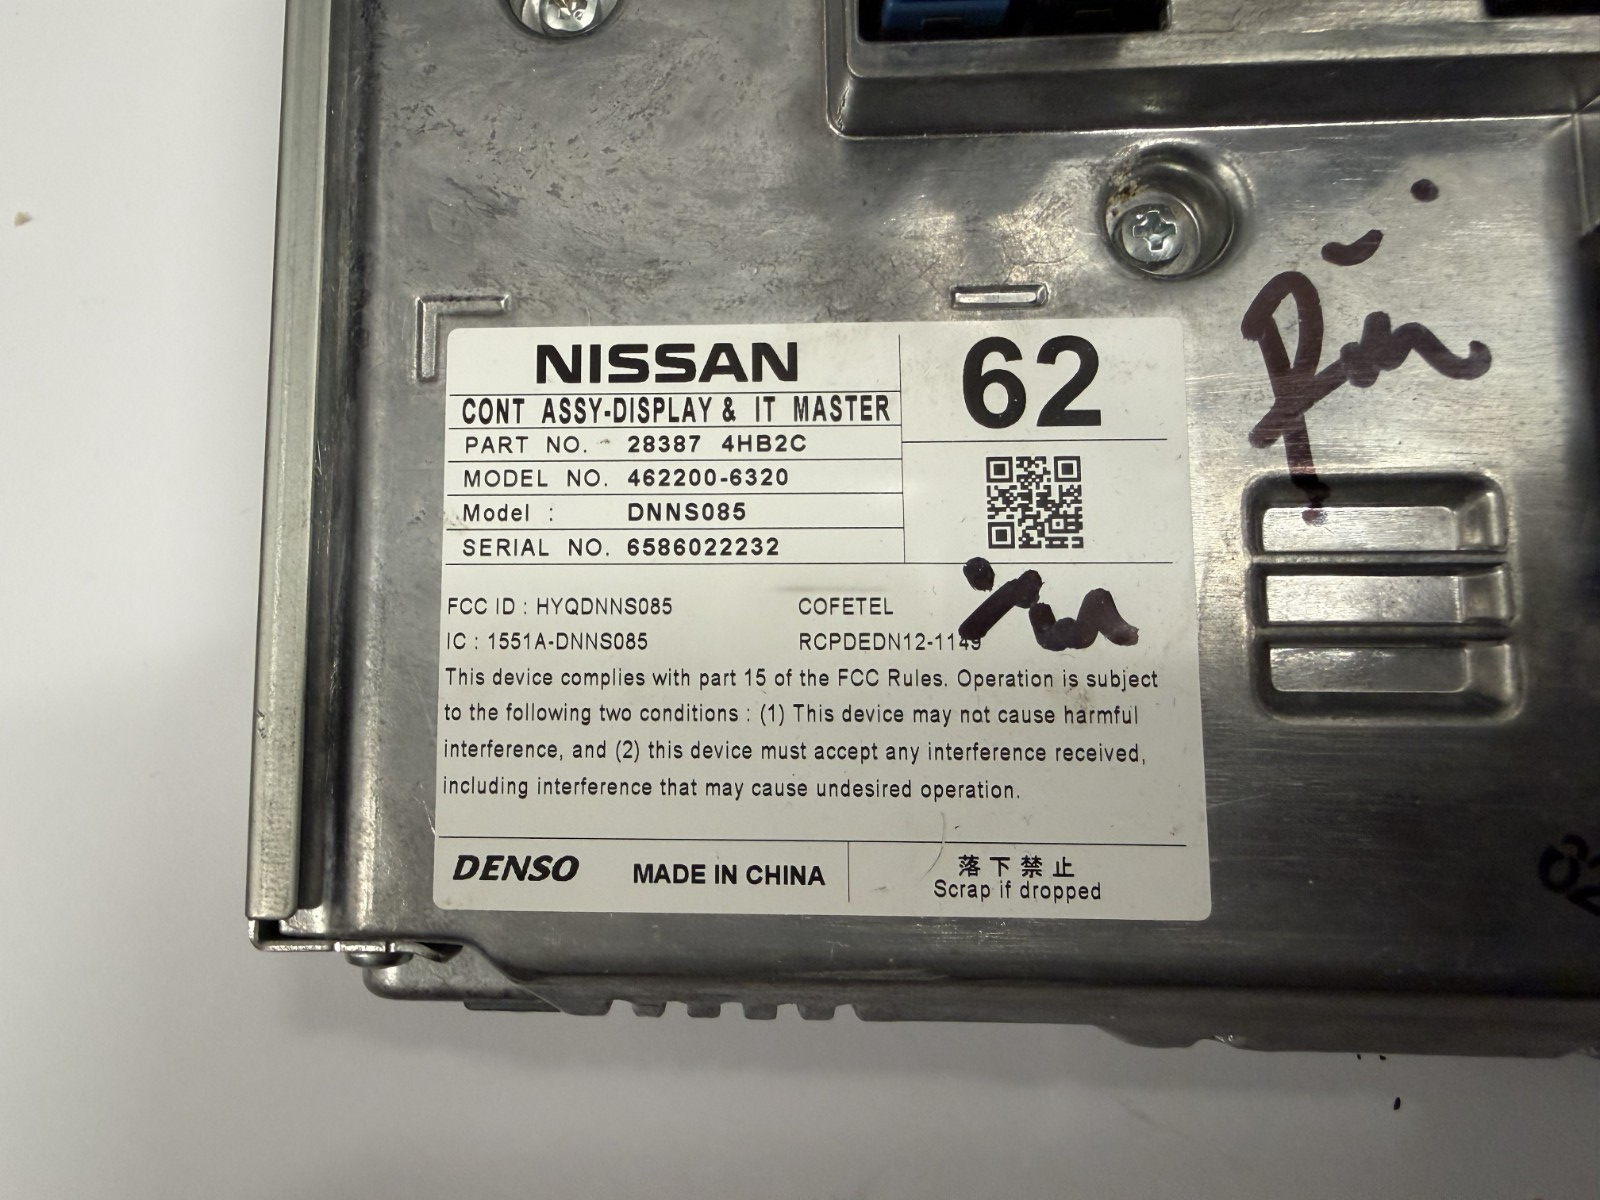 NISSAN
62
CONT ASSY-DISPLAY & IT MASTER
PART NO. 28387 4HB2C
MODEL NO. 462200-6320
Model : DNNS085
SERIAL NO. 6586022232
FCC ID : HYQDNNS085
COFETEL
IC : 1551A-DNNS085
RCPDEDN12-1149
This device complies with part 15 of the FCC Rules. Operation is subject
to the following two conditions : (1) This device may not cause harmful
interference, and (2) this device must accept any interference received,
including interference that may cause undesired operation.
DENSO
MADE IN CHINA
落下禁止
Scrap if dropped
62